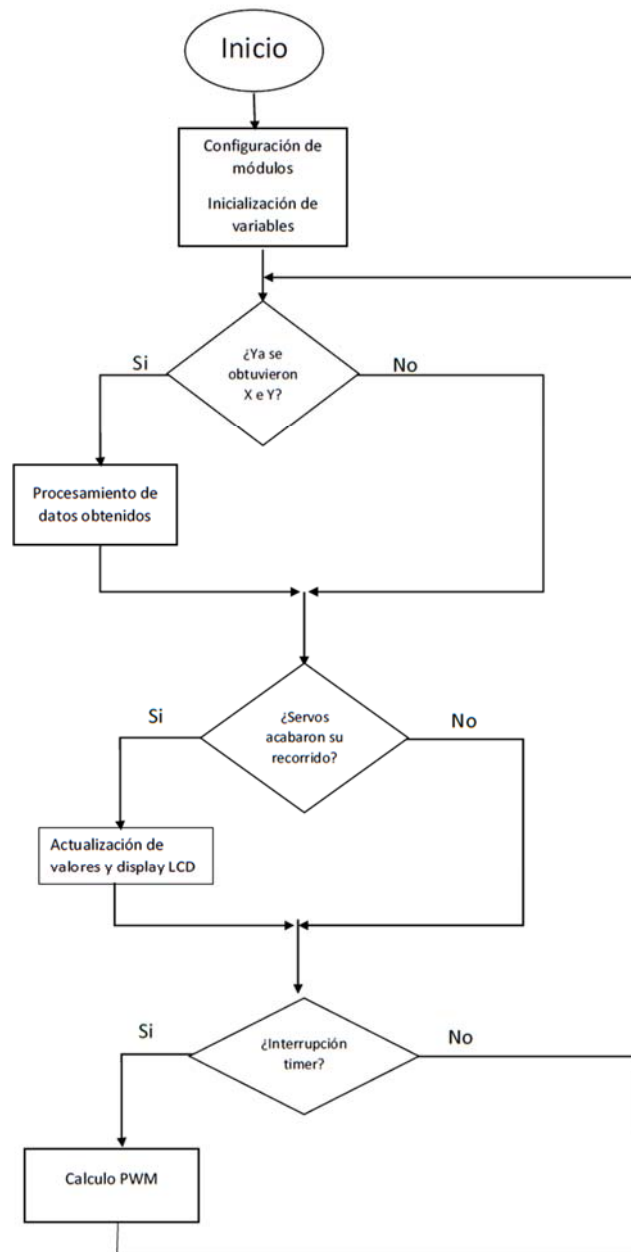 Inicio
Configuración de
módulos
Inicialización de
variables
Si
¿Ya se
obtuvieron
X e Y?
No
Procesamiento de
datos obtenidos
Si
¿Servos
acabaron su
recorrido?
No
Actualización de
valores y display LCD
Si
¿Interrupción
timer?
No
Calculo PWM